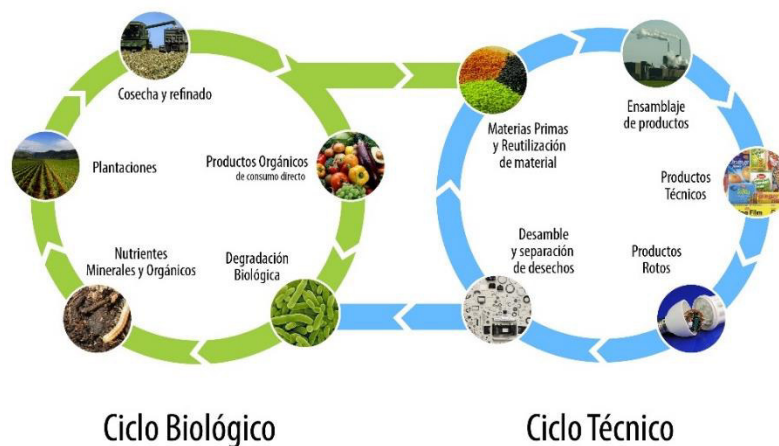 Cosecha y refinado
Plantaciones
Productos Orgánicos
de consumo directo
Nutrientes
Minerales y Orgánicos
Degradación
Biológica
Materias Primas
y Reutilización
de material
Ensamblaje
de productos
Productos
Técnicos
Desamble
y separación
de desechos
Productos
Rotos
Ciclo Biológico
Ciclo Técnico